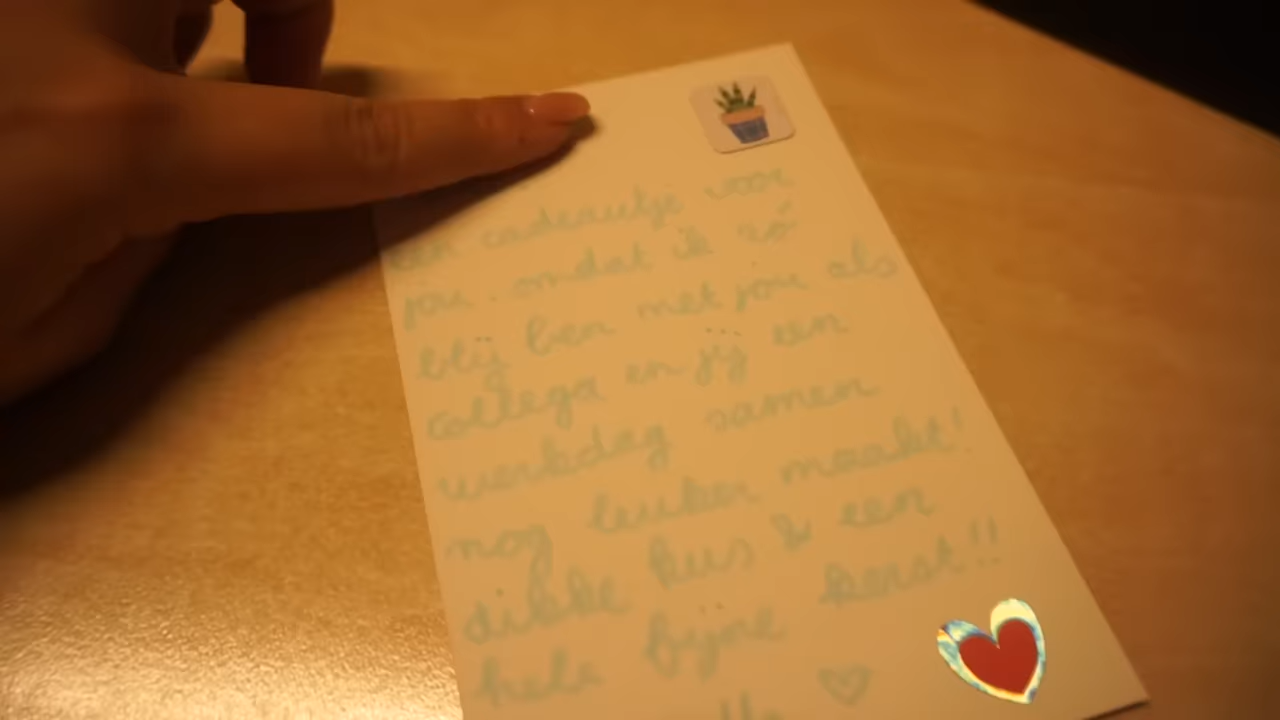 een cadeautje voor
jou. omdat ik zó
blij ben met jou als
collega en jij een
werkdag samen
nog leuker maakt!
dikke kus & een
hele fijne kerst!!